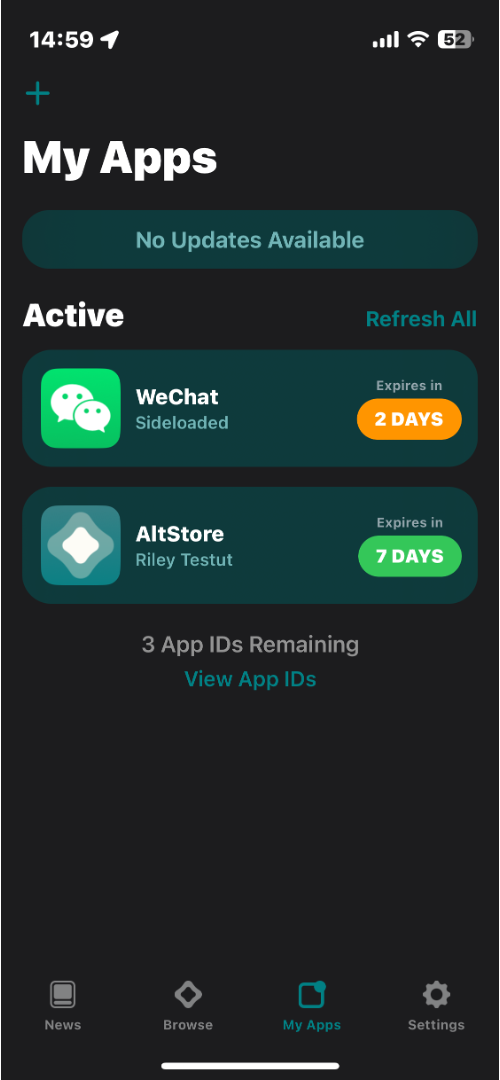 14:59
52
My Apps
No Updates Available
Active
Refresh All
WeChat
Sideloaded
Expires in
2 DAYS
AltStore
Riley Testut
Expires in
7 DAYS
3 App IDs Remaining
View App IDs
News
Browse
My Apps
Settings